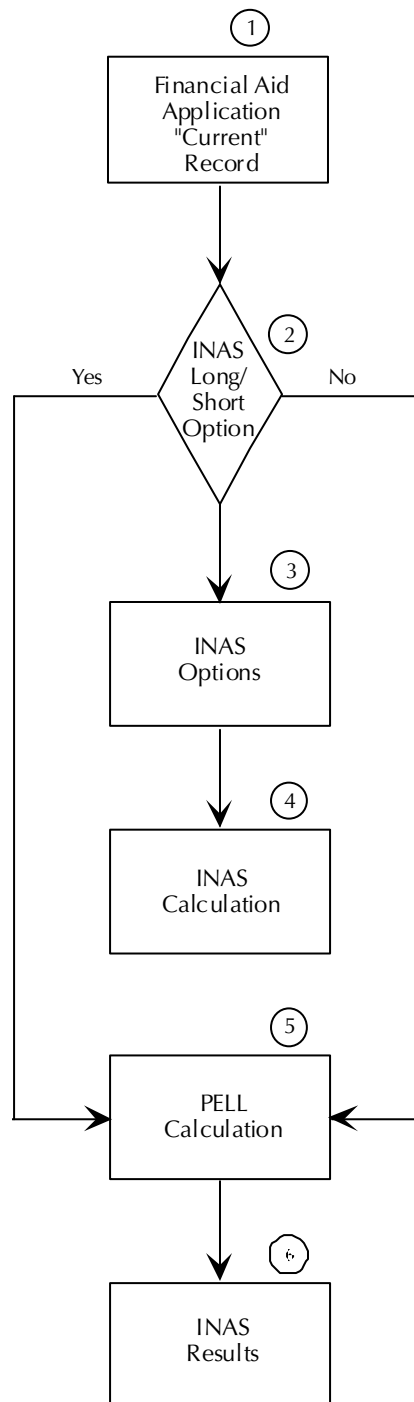 1
Financial Aid
Application
"Current"
Record
2
INAS
Long/
Short
Option
Yes
No
3
INAS
Options
4
INAS
Calculation
5
PELL
Calculation
6
INAS
Results